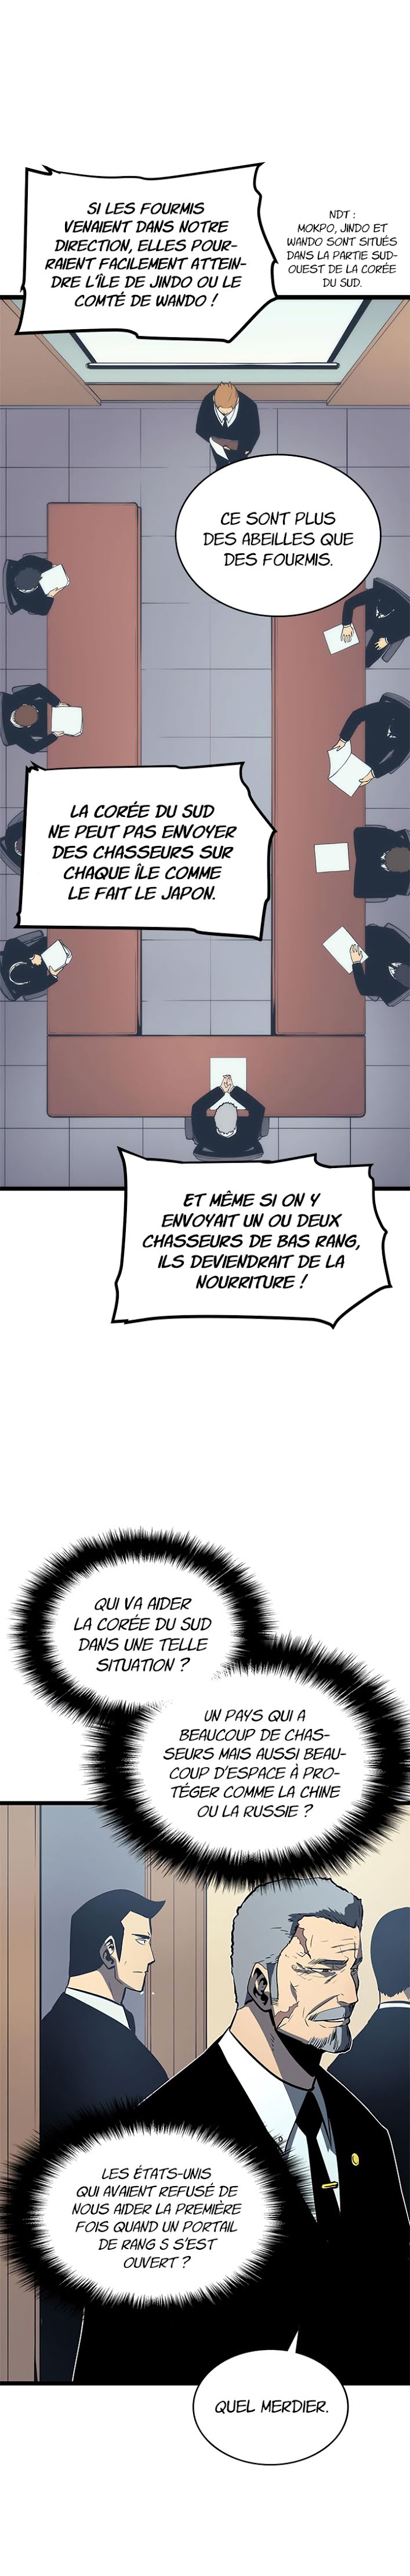 SI LES FOURMIS
VENAIENT DANS NOTRE
DIRECTION, ELLES POUR-
RAIENT FACILEMENT ATTEIN-
DRE L'ÎLE DE JINDO OU LE
COMTÉ DE WANDO !
NDT :
MOKPO, JINDO ET
WANDO SONT SITUÉS
DANS LA PARTIE SUD-
OUEST DE LA CORÉE
DU SUD.
CE SONT PLUS
DES ABEILLES QUE
DES FOURMIS.
LA CORÉE DU SUD
NE PEUT PAS ENVOYER
DES CHASSEURS SUR
CHAQUE ÎLE COMME
LE FAIT LE JAPON.
ET MÊME SI ON Y
ENVOYAIT UN OU DEUX
CHASSEURS DE BAS RANG,
ILS DEVIENDRAIT DE LA
NOURRITURE !
QUI VA AIDER
LA CORÉE DU SUD
DANS UNE TELLE
SITUATION ?
UN PAYS QUI A
BEAUCOUP DE CHAS-
SEURS MAIS AUSSI BEAU-
COUP D'ESPACE À PRO-
TÉGER COMME LA CHINE
OU LA RUSSIE ?
LES ÉTATS-UNIS
QUI AVAIENT REFUSÉ DE
NOUS AIDER LA PREMIÈRE
FOIS QUAND UN PORTAIL
DE RANG S S'EST
OUVERT ?
QUEL MERDIER.